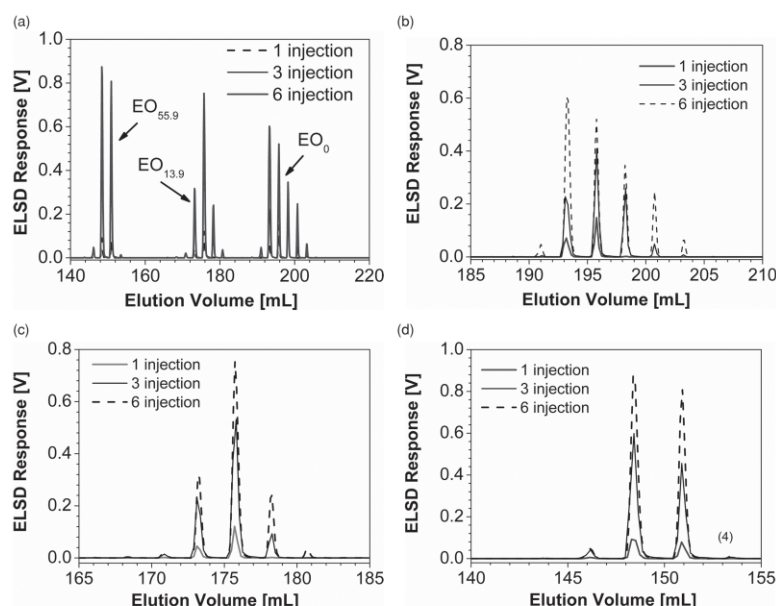 (a)
1.0
0.8
0.6
0.4
0.2
0.0
140 160 180 200 220
ELSD Response [V]
Elution Volume [mL]
1 injection
3 injection
6 injection
EO55.9
EO13.9
EO0
(b)
0.8
0.6
0.4
0.2
0.0
185 190 195 200 205 210
ELSD Response [V]
Elution Volume [mL]
1 injection
3 injection
6 injection
(c)
0.8
0.6
0.4
0.2
0.0
165 170 175 180 185
ELSD Response [V]
Elution Volume [mL]
1 injection
3 injection
6 injection
(d)
1.0
0.8
0.6
0.4
0.2
0.0
140 145 150 155
ELSD Response [V]
Elution Volume [mL]
1 injection
3 injection
6 injection
(4)